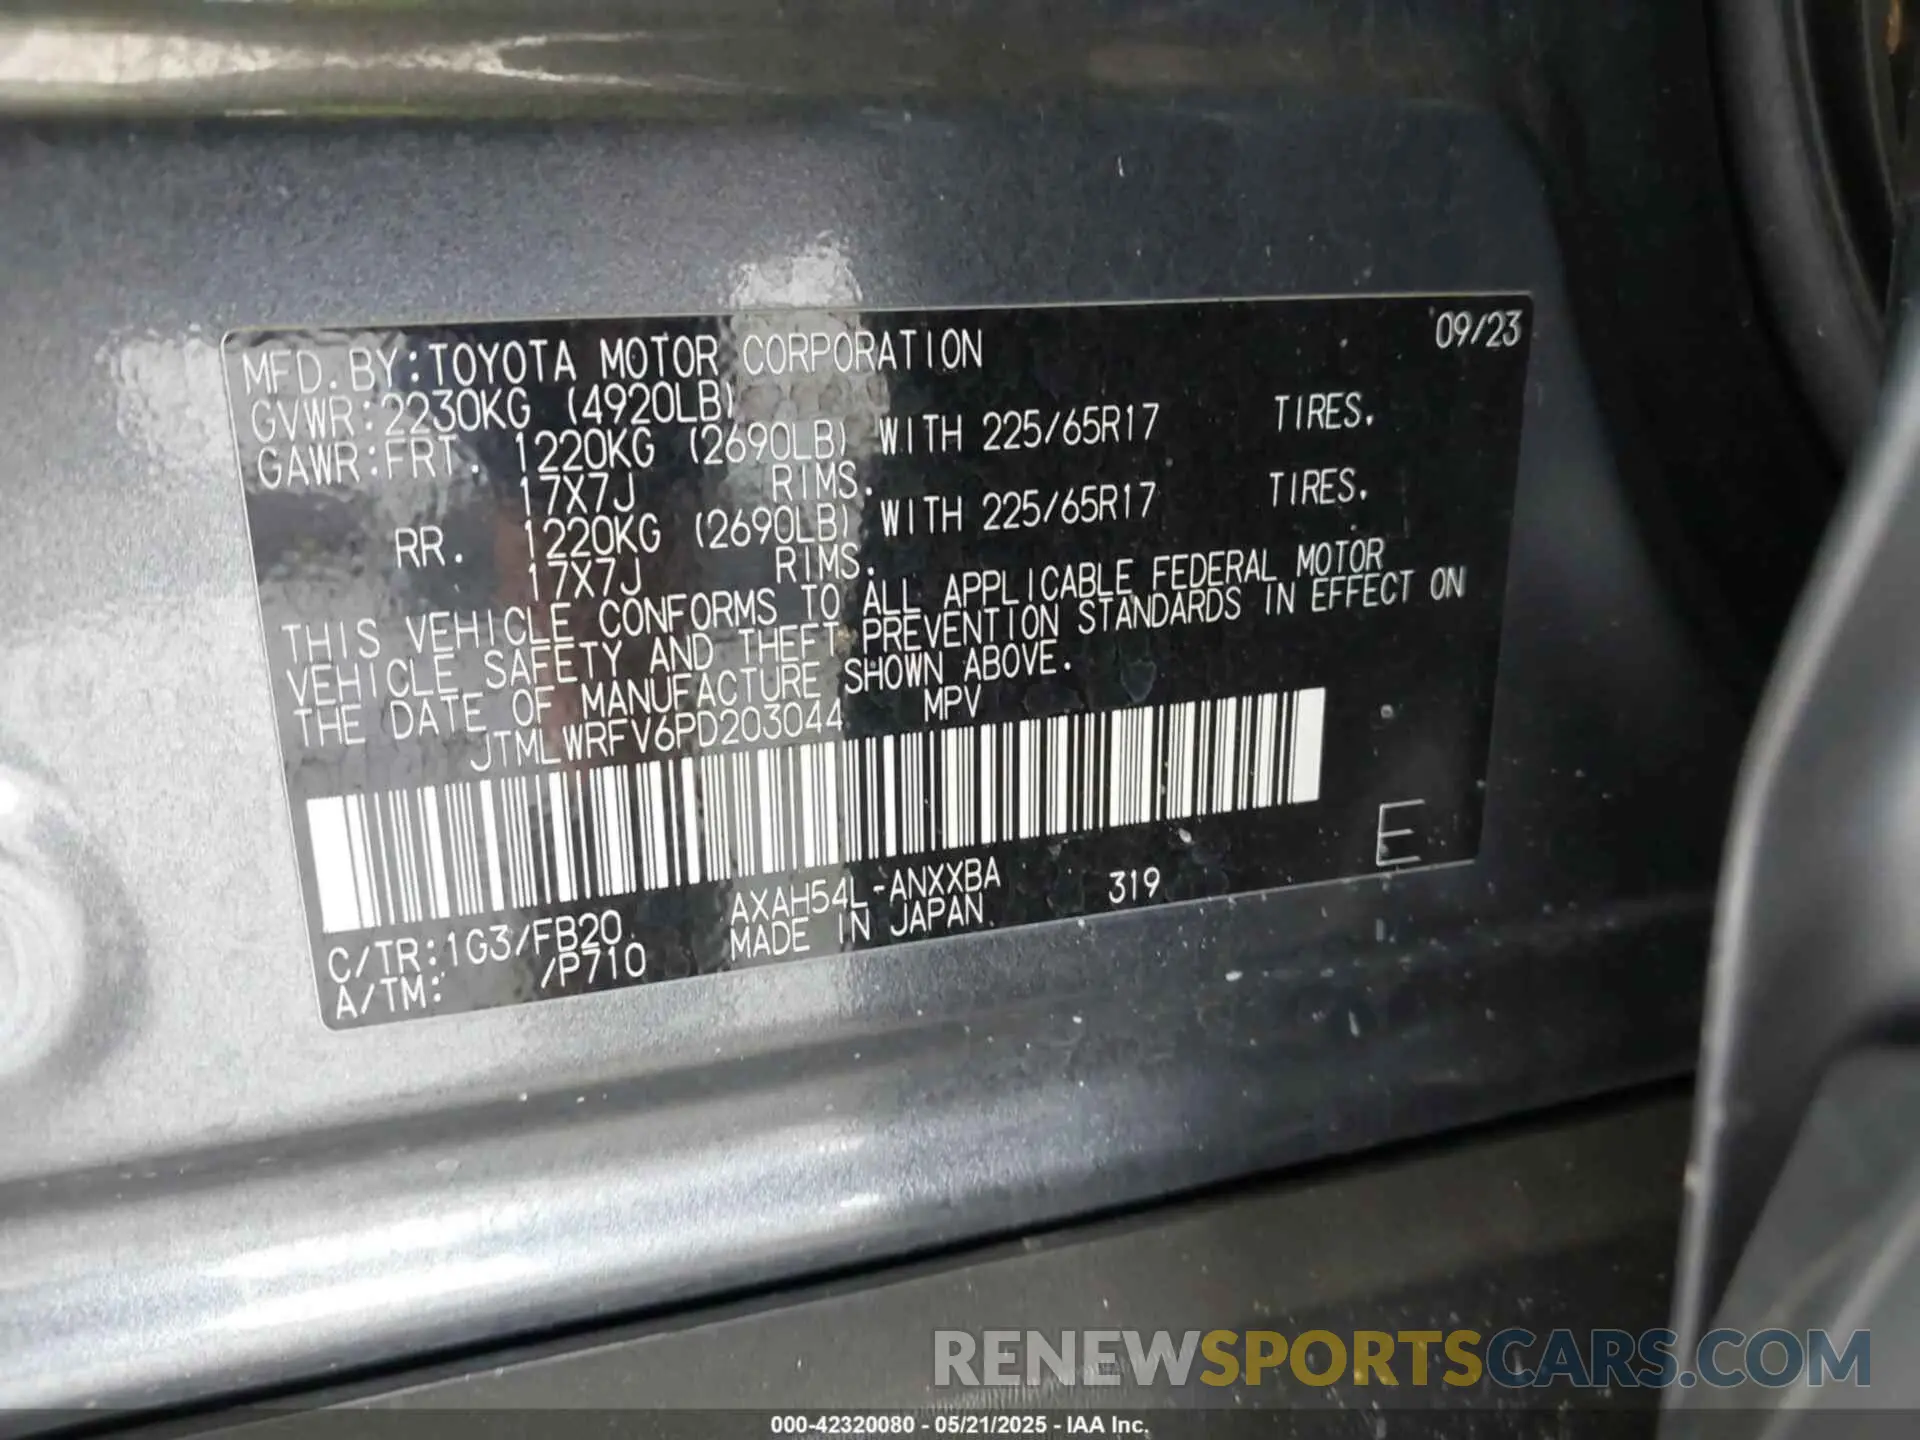 MFD.BY:TOYOTA MOTOR CORPORATION 09/23
GVWR:2230KG (4920LB)
GAWR:FRT. 1220KG (2690LB) WITH 225/65R17 TIRES.
17X7J RIMS.
RR. 1220KG (2690LB) WITH 225/65R17 TIRES.
17X7J RIMS.
THIS VEHICLE CONFORMS TO ALL APPLICABLE FEDERAL MOTOR
VEHICLE SAFETY AND THEFT PREVENTION STANDARDS IN EFFECT ON
THE DATE OF MANUFACTURE SHOWN ABOVE.
JTMLWRFV6PD203044 MPV
E
C/TR:1G3/FB20 AXAH54L-ANXXBA 319
A/TM: /P710 MADE IN JAPAN
RENEWSPORTSCARS.COM
000-42320080 - 05/21/2025 - IAA Inc.